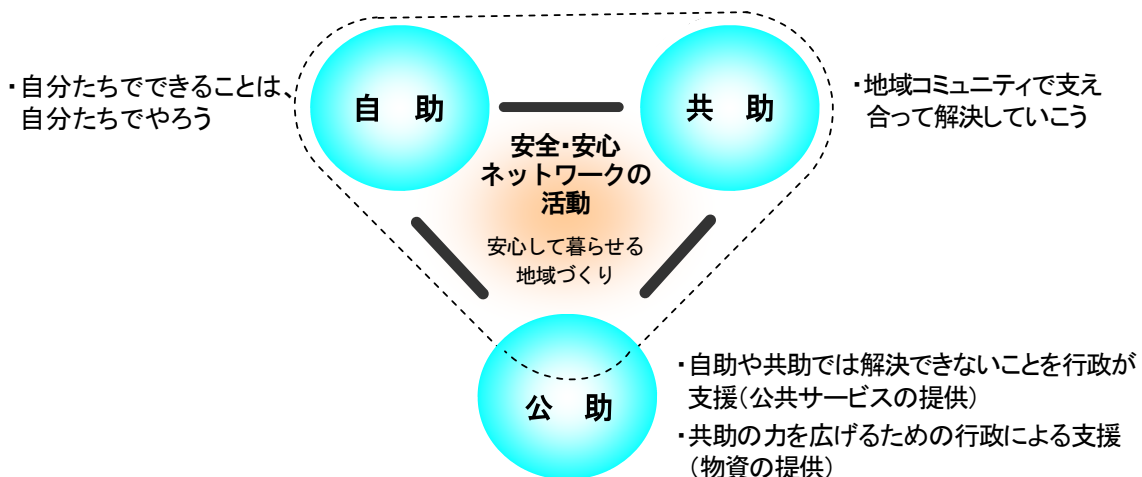 ・自分たちでできることは、
自分たちでやろう
自　助
共　助
・地域コミュニティで支え
合って解決していこう
安全・安心
ネットワークの
活動
安心して暮らせる
地域づくり
公　助
・自助や共助では解決できないことを行政が
支援(公共サービスの提供)
・共助の力を広げるための行政による支援
(物資の提供)